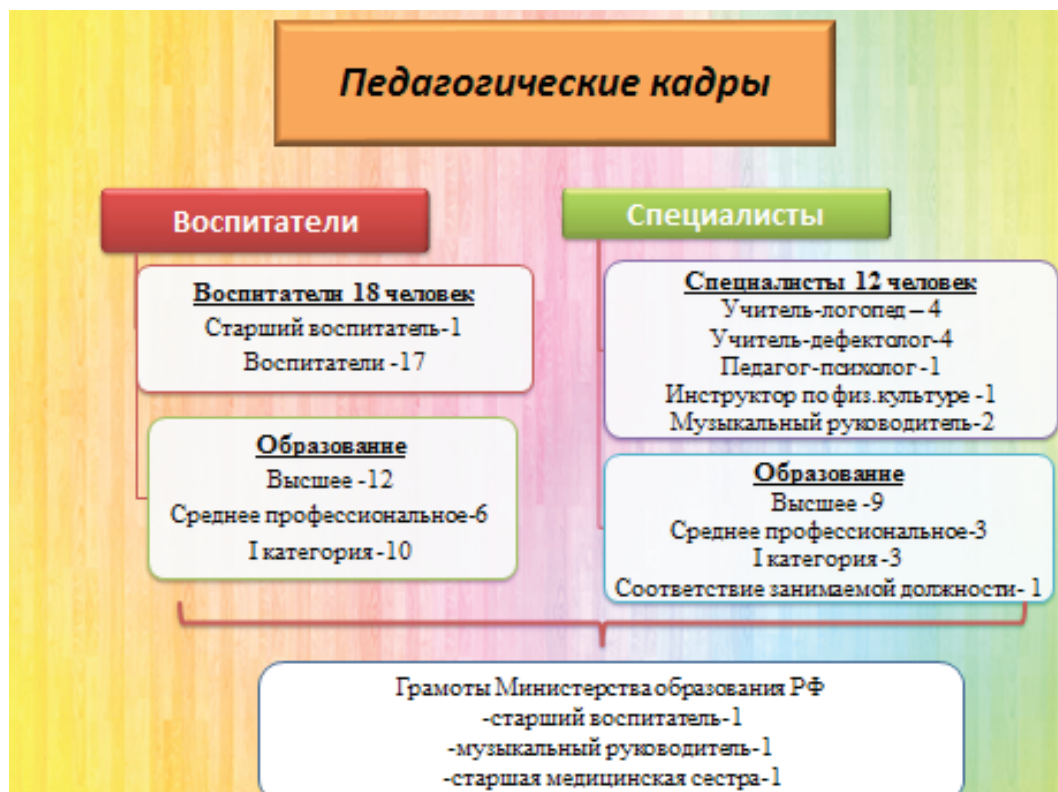 Педагогические кадры
Воспитатели
Воспитатели 18 человек
Старший воспитатель-1
Воспитатели -17
Образование
Высшее -12
Среднее профессиональное-6
I категория -10
Специалисты
Специалисты 12 человек
Учитель-логопед – 4
Учитель-дефектолог-4
Педагог-психолог -1
Инструктор по физ.культуре -1
Музыкальный руководитель-2
Образование
Высшее -9
Среднее профессиональное-3
I категория -3
Соответствие занимаемой должности- 1
Грамоты Министерства образования РФ
-старший воспитатель-1
-музыкальный руководитель-1
-старшая медицинская сестра-1